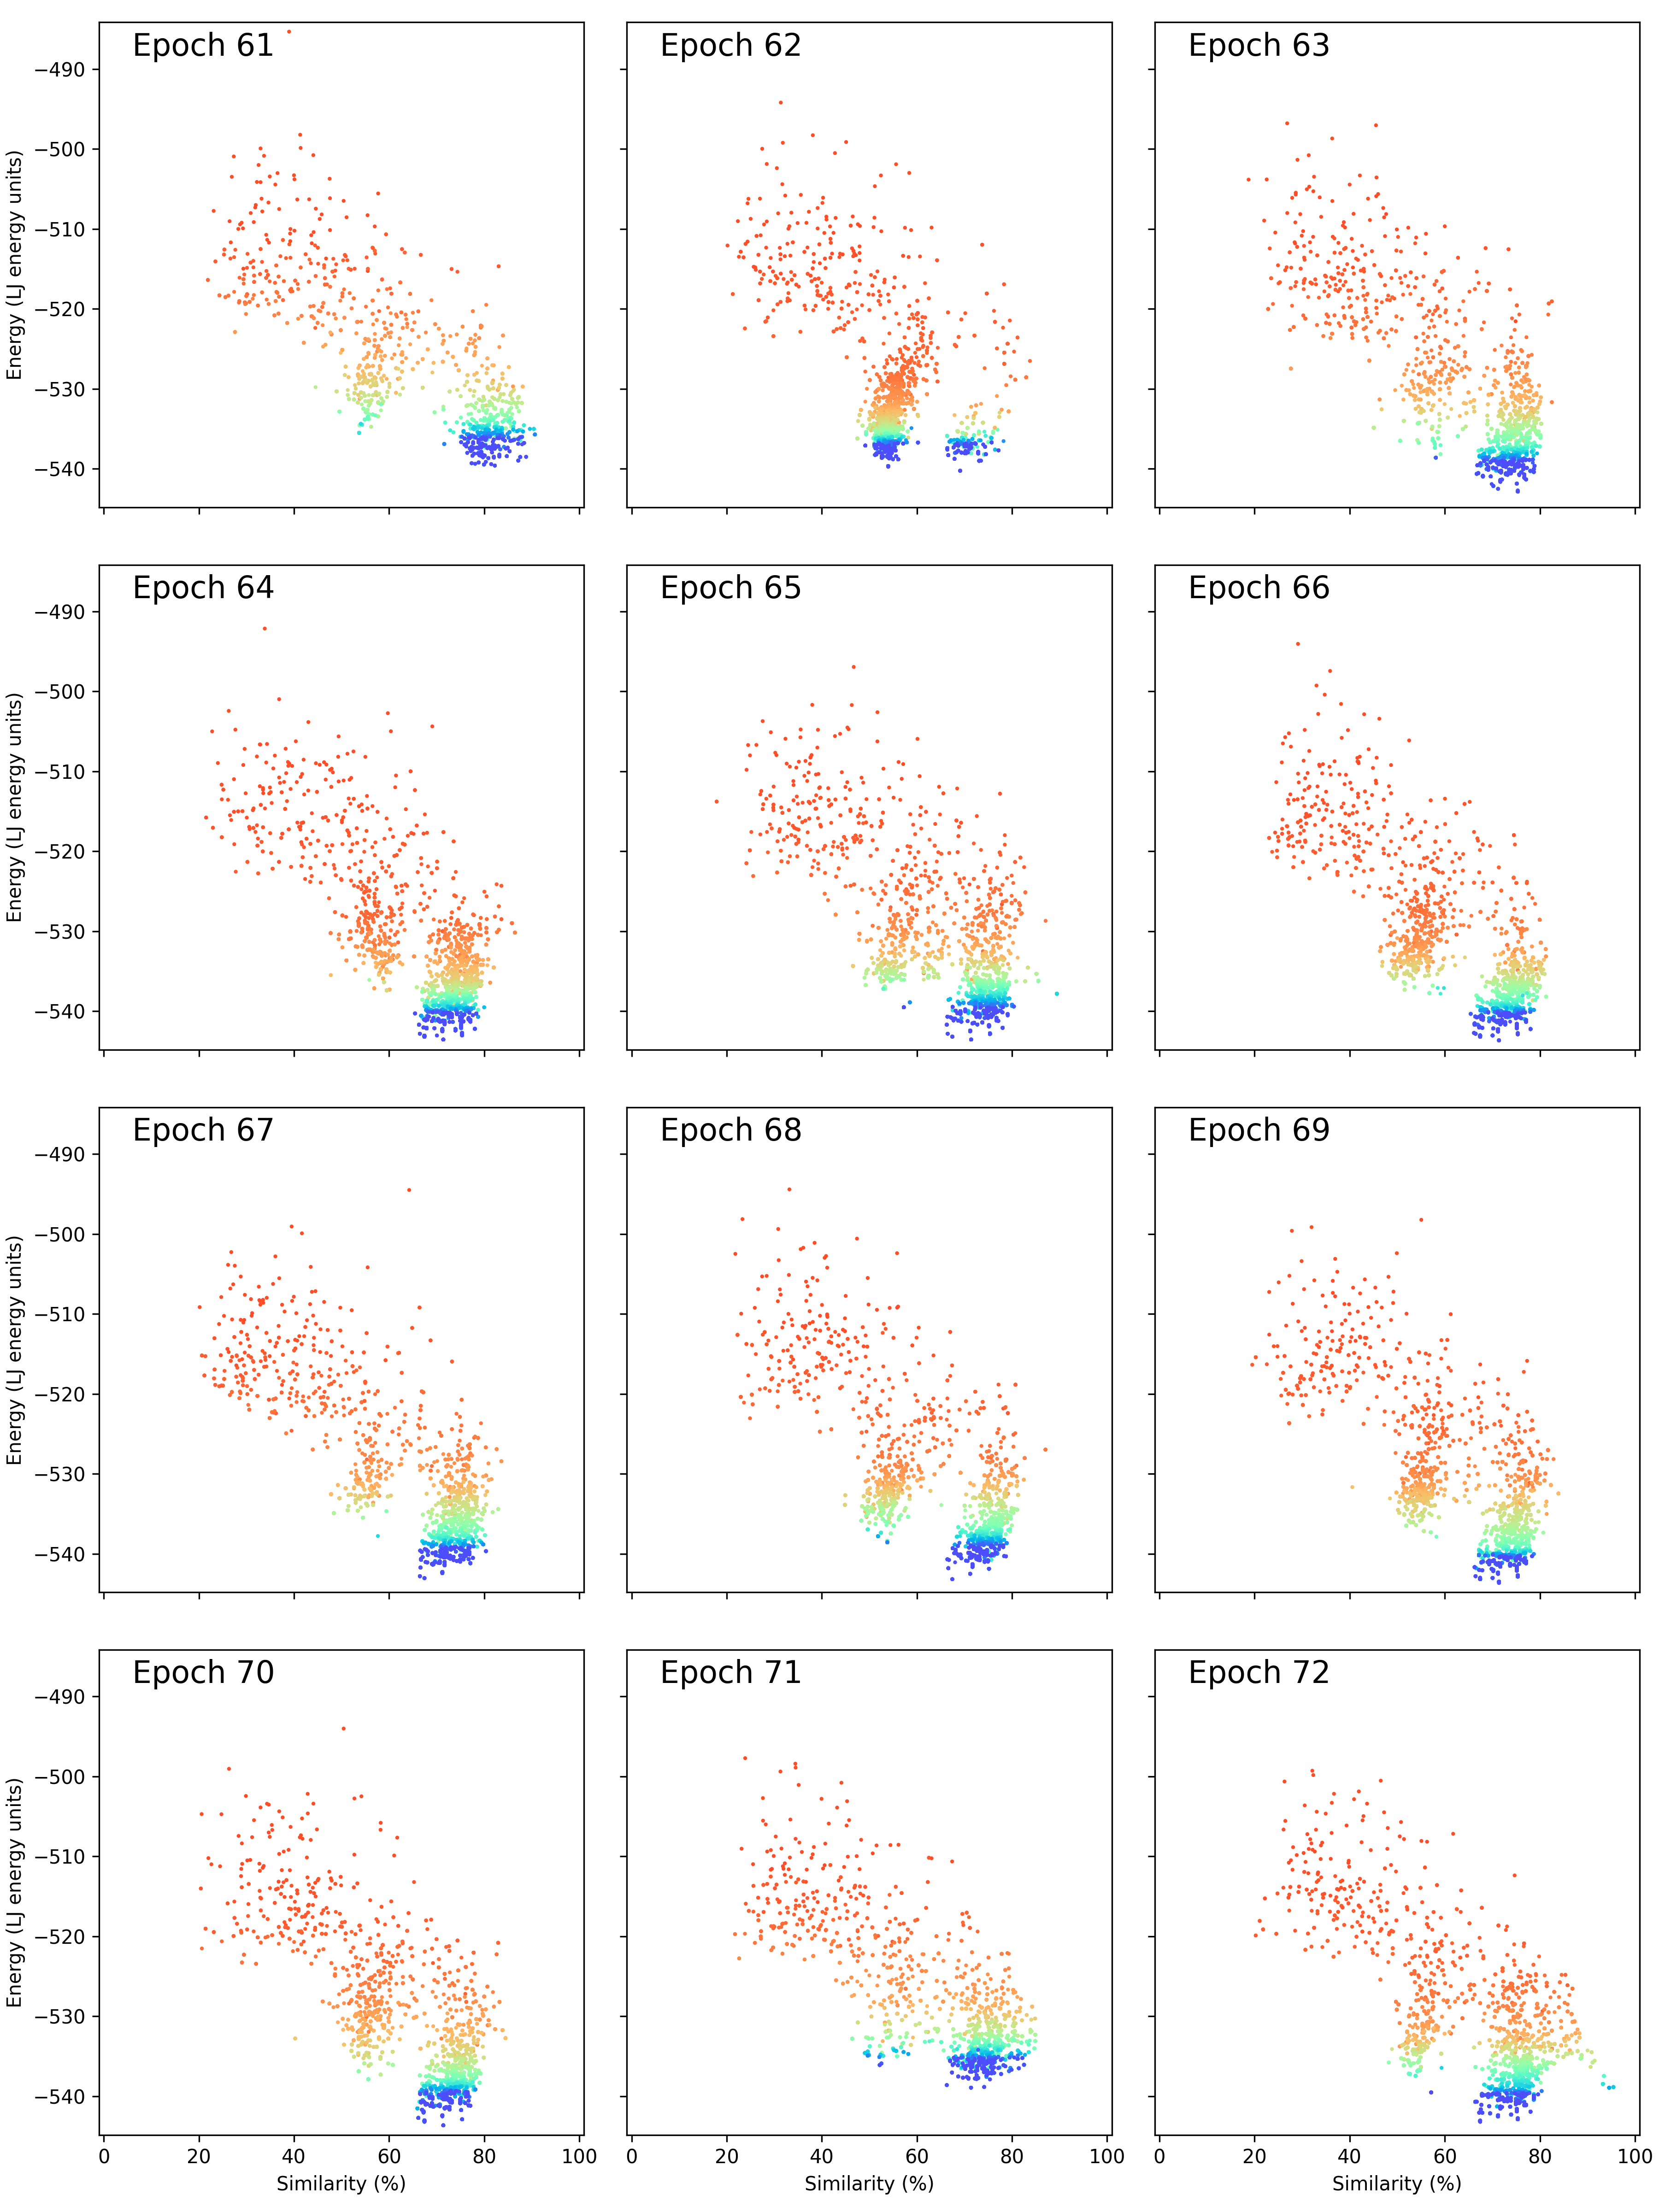 Epoch 61
Epoch 62
Epoch 63
Energy (LJ energy units)
−490
−500
−510
−520
−530
−540
Epoch 64
Epoch 65
Epoch 66
Energy (LJ energy units)
−490
−500
−510
−520
−530
−540
Epoch 67
Epoch 68
Epoch 69
Energy (LJ energy units)
−490
−500
−510
−520
−530
−540
Epoch 70
Epoch 71
Epoch 72
Energy (LJ energy units)
−490
−500
−510
−520
−530
−540
0 20 40 60 80 100
0 20 40 60 80 100
0 20 40 60 80 100
Similarity (%)
Similarity (%)
Similarity (%)